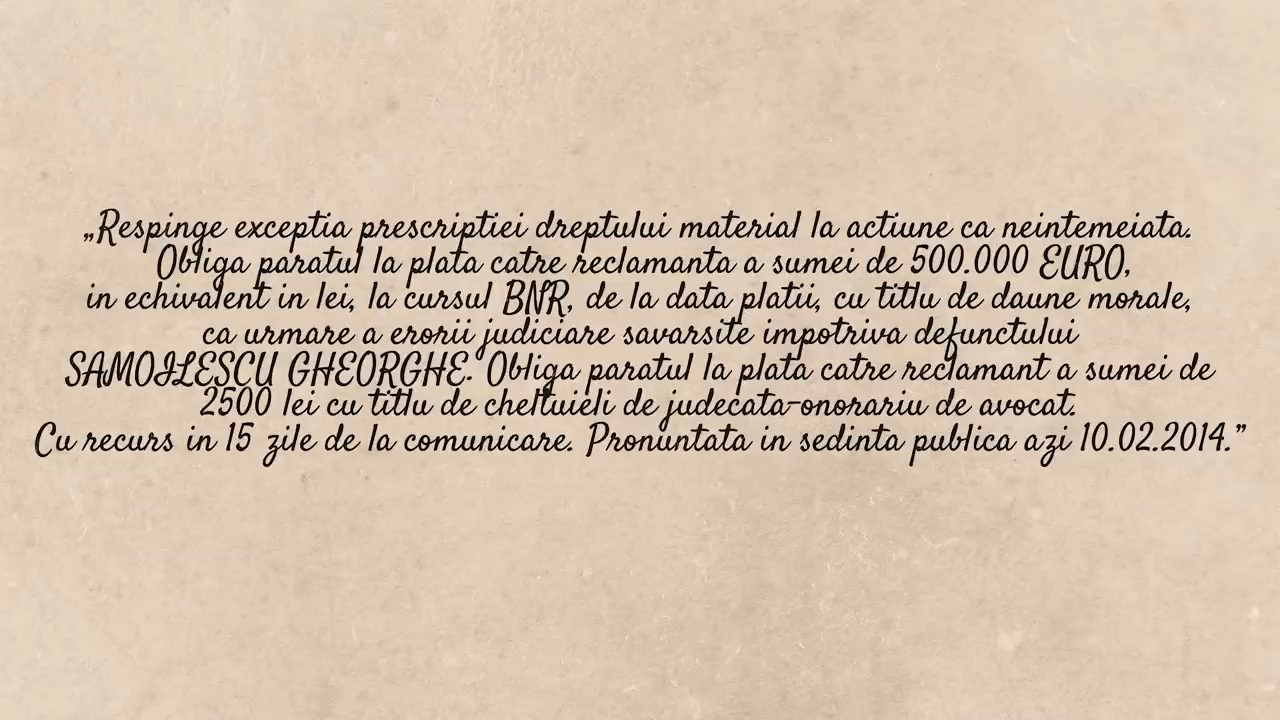 „Respinge exceptia prescriptiei dreptului material la actiune ca neintemeiata.
Obliga paratul la plata catre reclamanta a sumei de 500.000 EURO,
in echivalent in lei, la cursul BNR, de la data platii, cu titlu de daune morale,
ca urmare a erorii judiciare savarsite impotriva defunctului
SAMOILESCU GHEORGHE. Obliga paratul la plata catre reclamant a sumei de
2500 lei cu titlu de cheltuieli de judecata-onorariu de avocat.
Cu recurs in 15 zile de la comunicare. Pronuntata in sedinta publica azi 10.02.2014.”